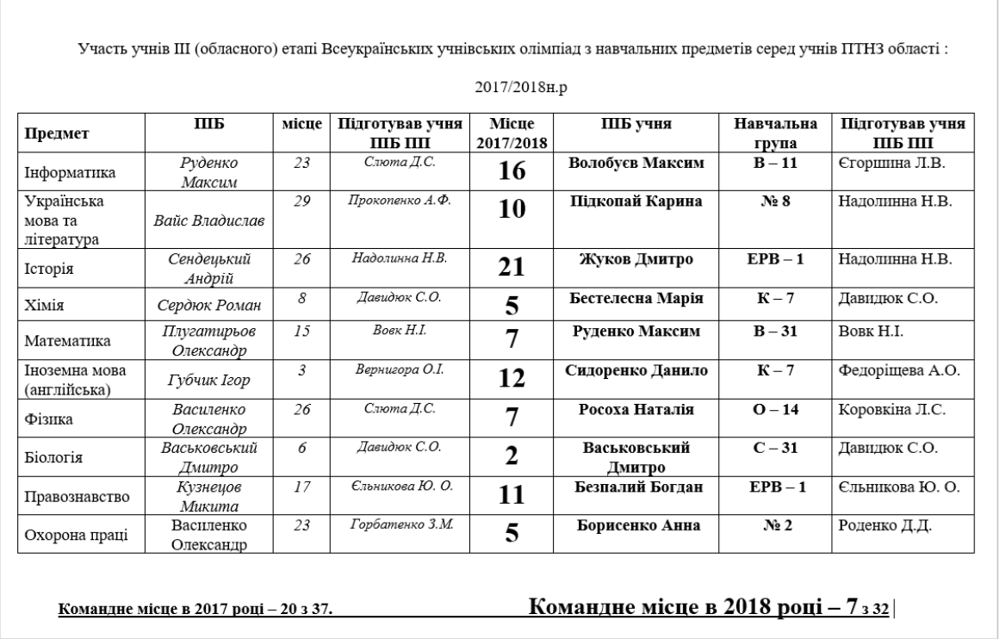 Участь учнів ІІІ (обласного) етапі Всеукраїнських учнівських олімпіад з навчальних предметів серед учнів ПТНЗ області :
2017/2018н.р
Предмет ПІБ місце Підготував учня ПІБ ПП Місце 2017/2018 ПІБ учня Навчальна група Підготував учня ПІБ ПП
Інформатика Руденко Максим 23 Слюта Д.С. 16 Волобуєв Максим В – 11 Єгоршина Л.В.
Українська мова та література Вайс Владислав 29 Прокопенко А.Ф. 10 Підкопай Карина № 8 Надолинна Н.В.
Історія Сендецький Андрій 26 Надолинна Н.В. 21 Жуков Дмитро ЕРВ – 1 Надолинна Н.В.
Хімія Сердюк Роман 8 Давидюк С.О. 5 Бестелесна Марія К – 7 Давидюк С.О.
Математика Плугатирьов Олександр 15 Вовк Н.І. 7 Руденко Максим В – 31 Вовк Н.І.
Іноземна мова (англійська) Губчик Ігор 3 Вернигора О.І. 12 Сидоренко Данило К – 7 Федоріщева А.О.
Фізика Василенко Олександр 26 Слюта Д.С. 7 Росоха Наталія О – 14 Коровкіна Л.С.
Біологія Васьковський Дмитро 6 Давидюк С.О. 2 Васьковський Дмитро С – 31 Давидюк С.О.
Правознавство Кузнецов Микита 17 Єльникова Ю. О. 11 Безпалий Богдан ЕРВ – 1 Єльникова Ю. О.
Охорона праці Василенко Олександр 23 Горбатенко З.М. 5 Борисенко Анна № 2 Роденко Д.Д.
Командне місце в 2017 році – 20 з 37. Командне місце в 2018 році – 7 з 32